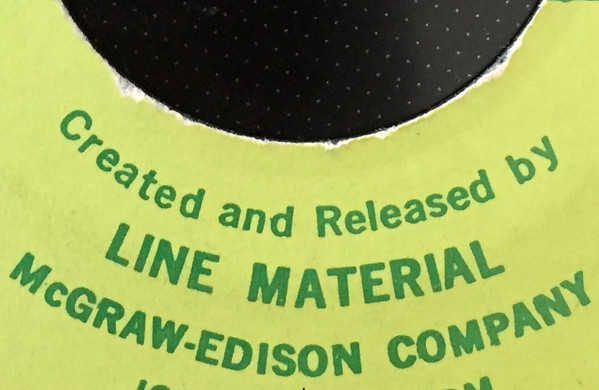 Created and Released by
LINE MATERIAL
McGRAW-EDISON COMPANY